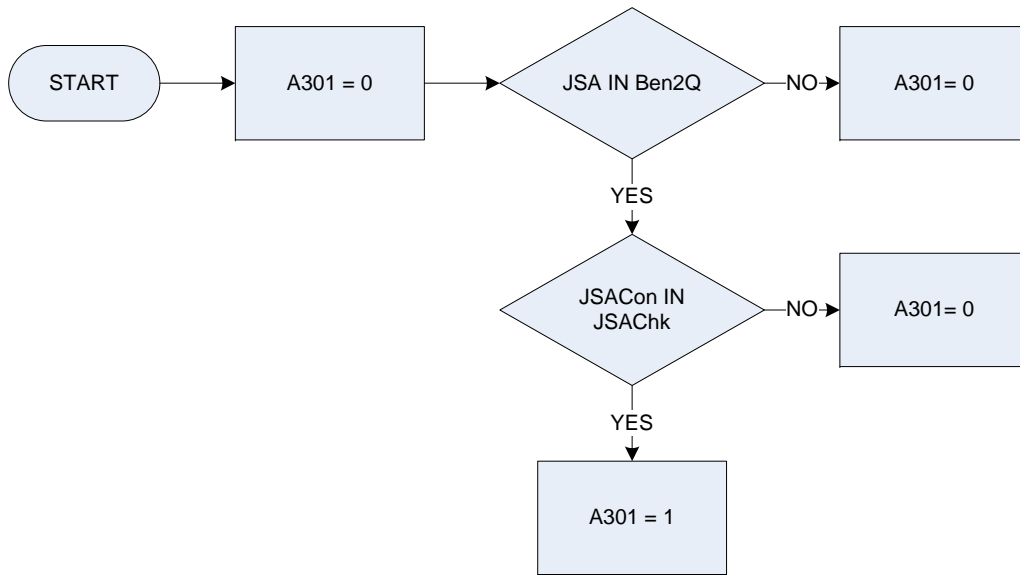 START
A301 = 0
JSA IN Ben2Q
NO
A301= 0
YES
JSACon IN
JSAChk
NO
A301= 0
YES
A301 = 1